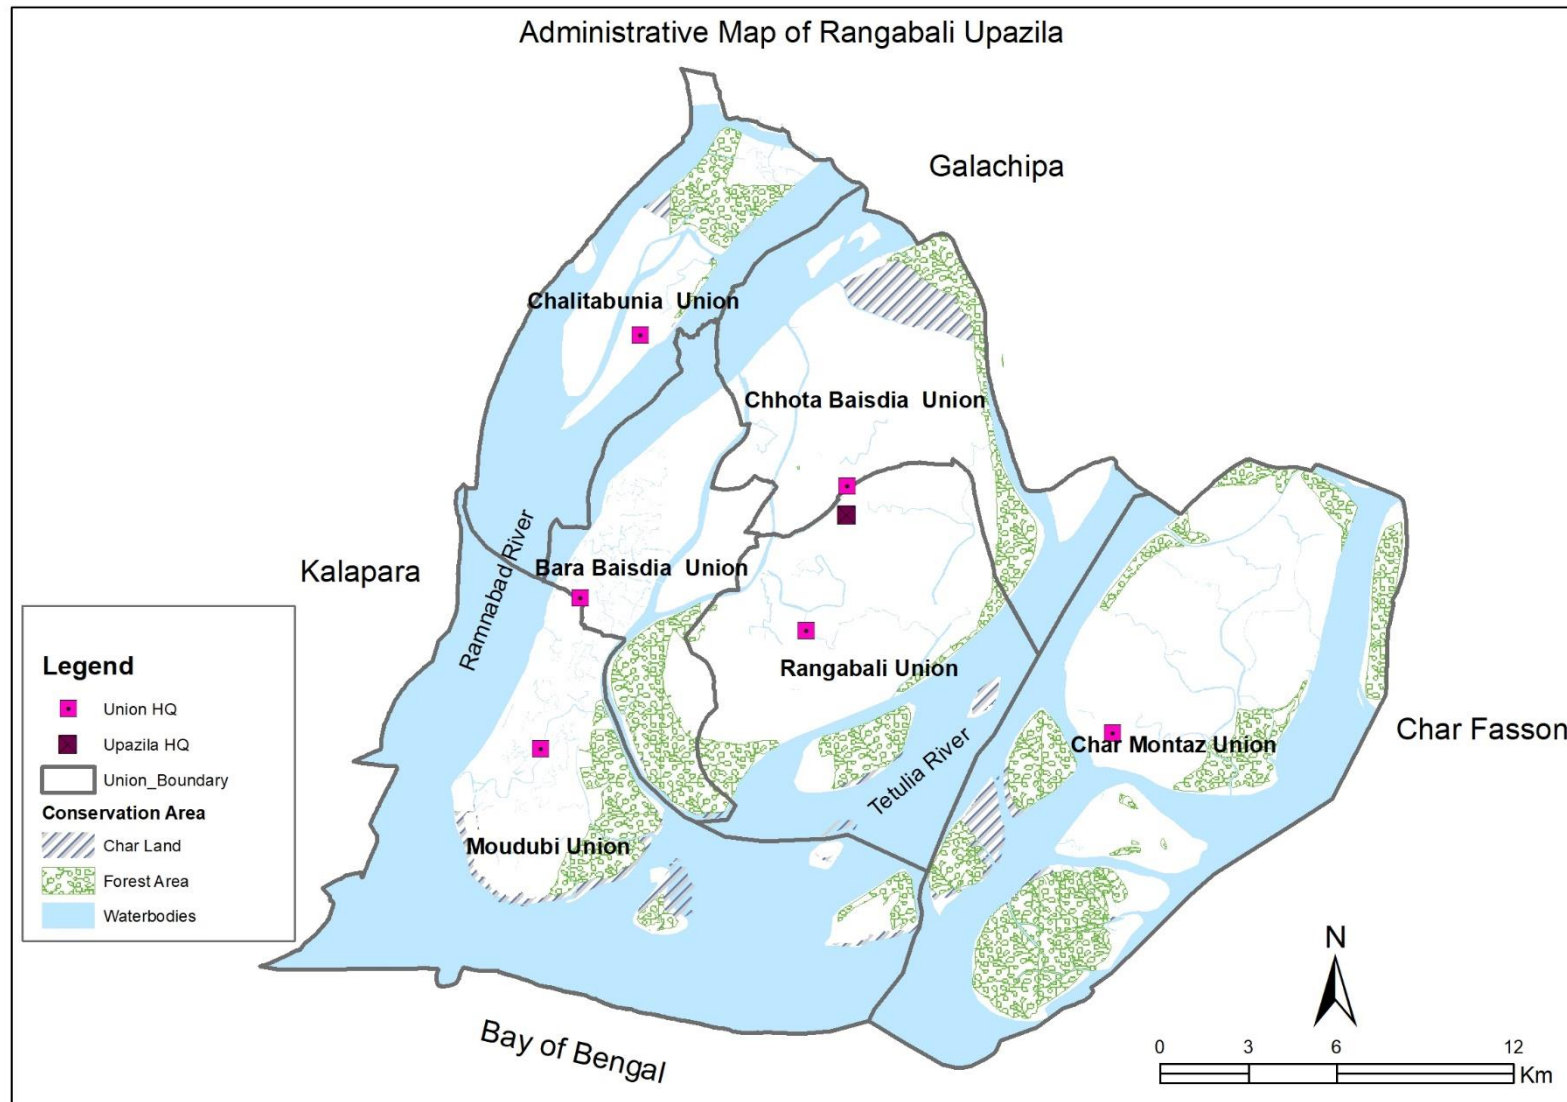 Administrative Map of Rangabali Upazila
Galachipa
Chalitabunia Union
Chhota Baisdia Union
Kalapara
Ramnabad River
Bara Baisdia Union
Rangabali Union
Tetulia River
Char Montaz Union
Char Fasson
Moudubi Union
Bay of Bengal
Legend
Union HQ
Upazila HQ
Union_Boundary
Conservation Area
Char Land
Forest Area
Waterbodies
N
0 3 6 12
Km